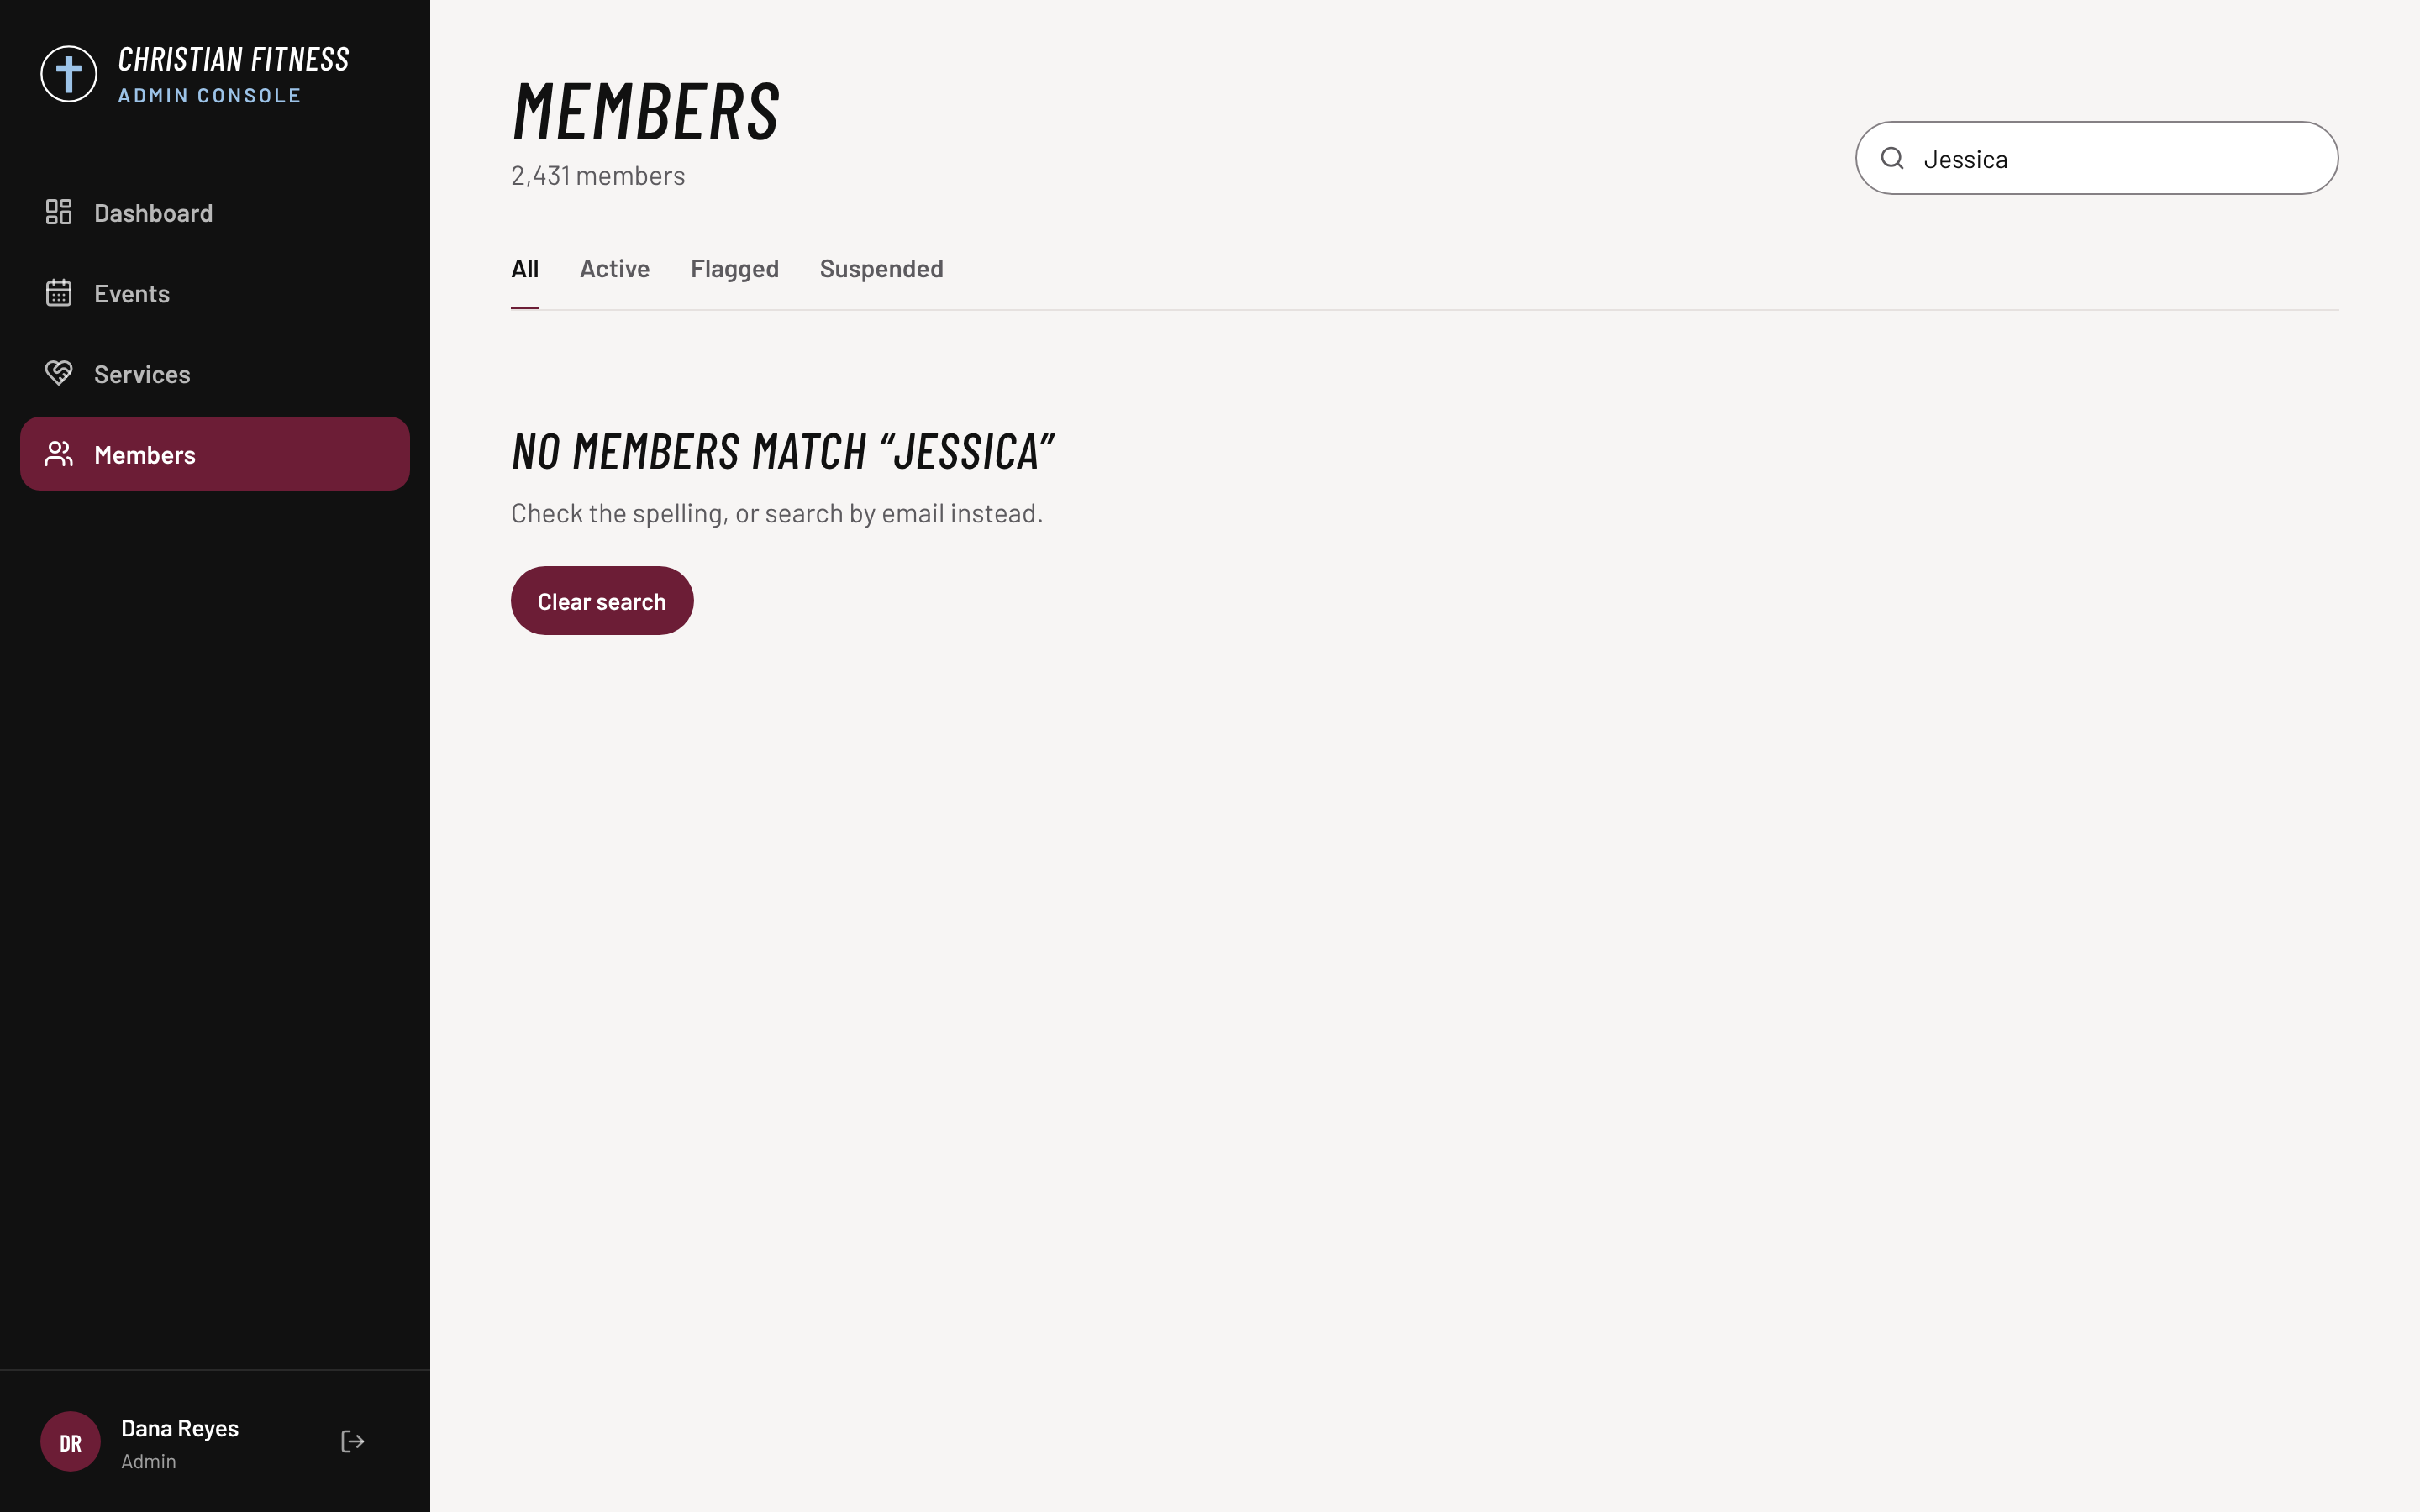 CHRISTIAN FITNESS
ADMIN CONSOLE
Dashboard
Events
Services
Members
DR
Dana Reyes
Admin
MEMBERS
2,431 members
Jessica
All Active Flagged Suspended
NO MEMBERS MATCH “JESSICA”
Check the spelling, or search by email instead.
Clear search